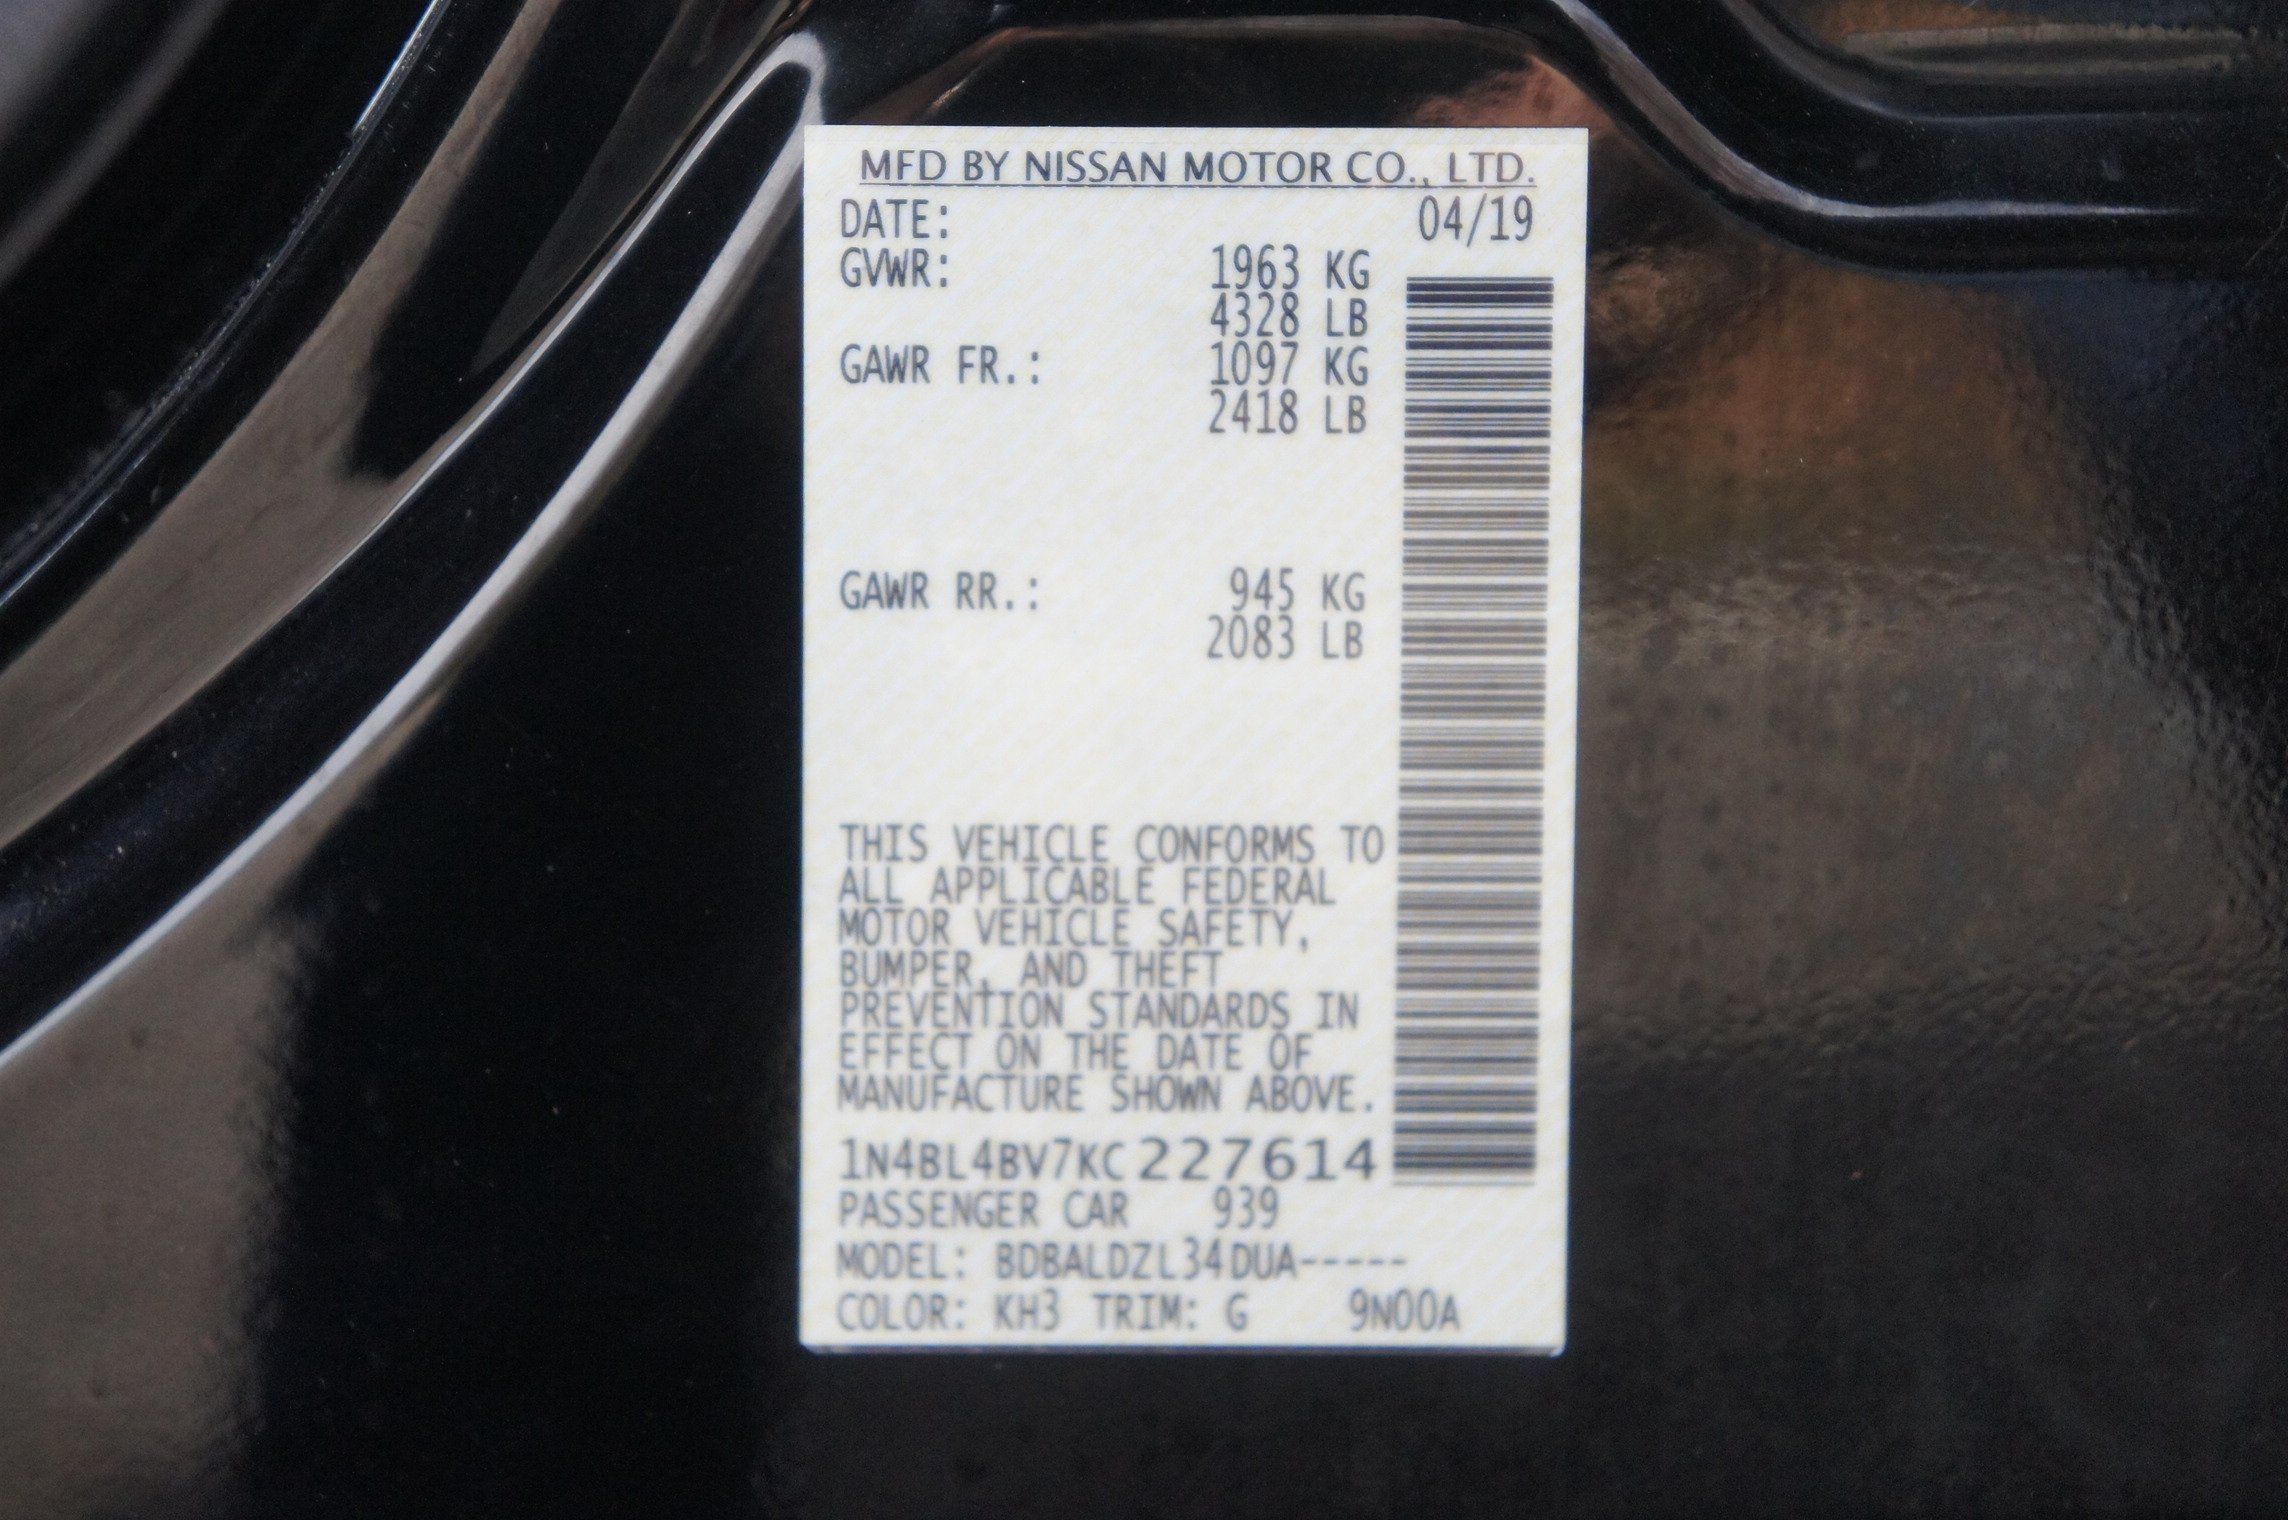 MFD BY NISSAN MOTOR CO., LTD.
DATE: 04/19
GVWR: 1963 KG
4328 LB
GAWR FR.: 1097 KG
2418 LB
GAWR RR.: 945 KG
2083 LB
THIS VEHICLE CONFORMS TO
ALL APPLICABLE FEDERAL
MOTOR VEHICLE SAFETY,
BUMPER, AND THEFT
PREVENTION STANDARDS IN
EFFECT ON THE DATE OF
MANUFACTURE SHOWN ABOVE.
1N4BL4BV7KC227614
PASSENGER CAR 939
MODEL: BDBALDZL34DUA-----
COLOR: KH3 TRIM: G 9N00A